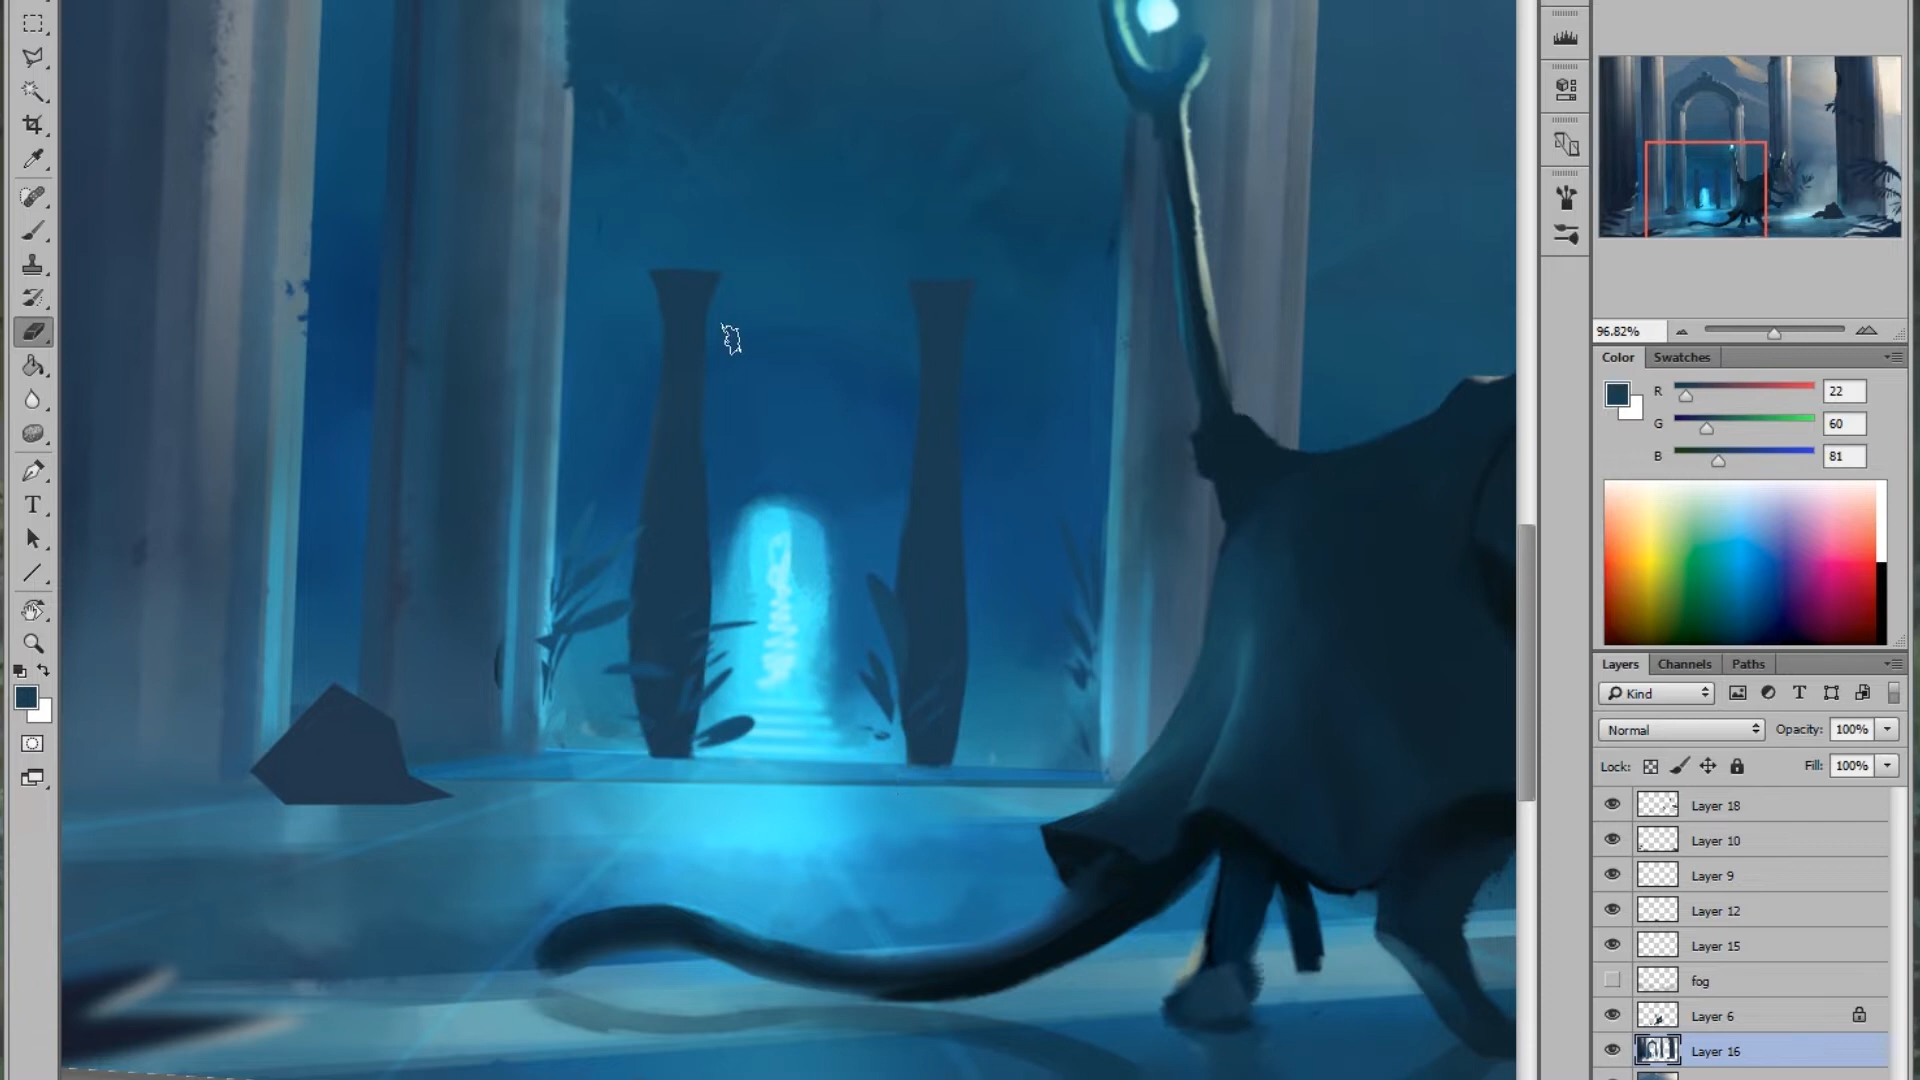 96.82%
Color Swatches
R 22
G 60
B 81
Layers Channels Paths
Kind T
Normal Opacity: 100%
Lock: Fill: 100%
Layer 18
Layer 10
Layer 9
Layer 12
Layer 15
fog
Layer 6
Layer 16
T